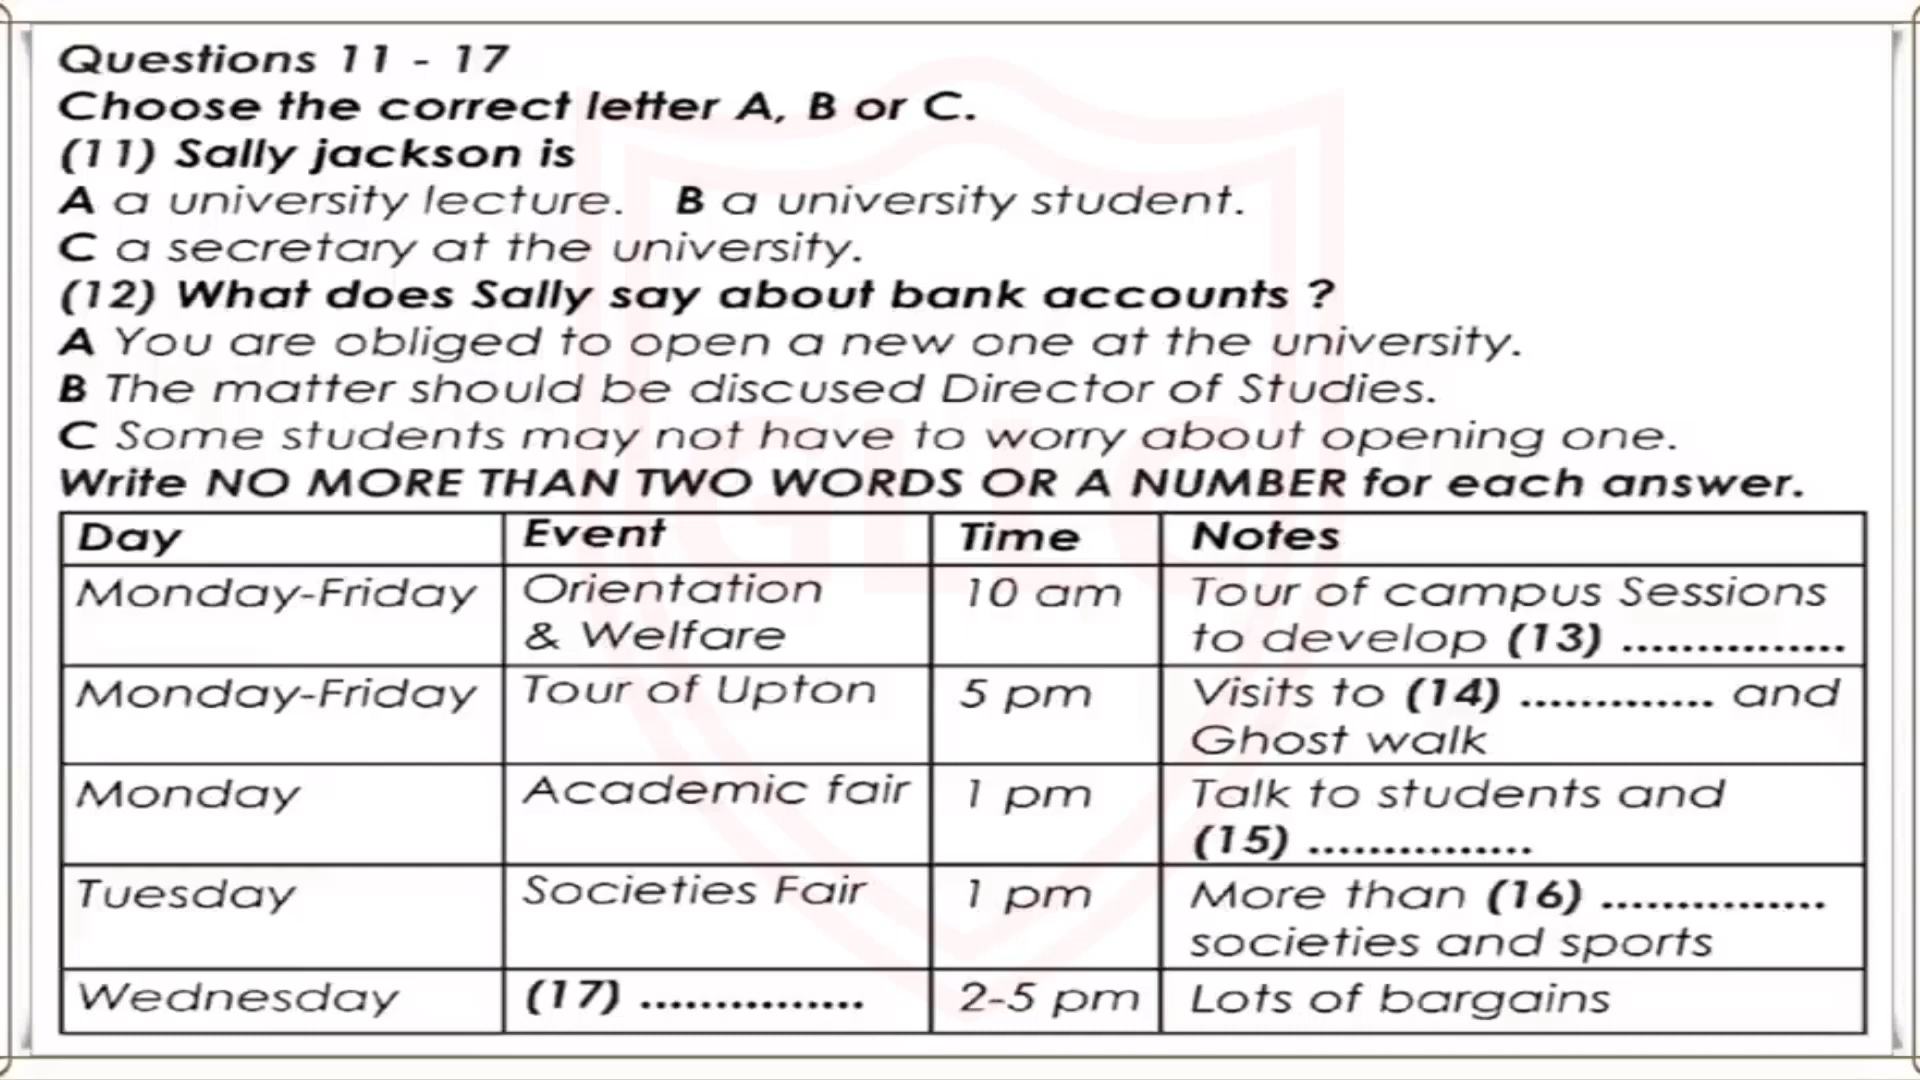 Questions 11 - 17
Choose the correct letter A, B or C.
(11) Sally jackson is
A a university lecture. B a university student.
C a secretary at the university.
(12) What does Sally say about bank accounts ?
A You are obliged to open a new one at the university.
B The matter should be discused Director of Studies.
C Some students may not have to worry about opening one.
Write NO MORE THAN TWO WORDS OR A NUMBER for each answer.
Day Event Time Notes
Monday-Friday Orientation 10 am Tour of campus Sessions
& Welfare to develop (13) ...............
Monday-Friday Tour of Upton 5 pm Visits to (14) ............. and
Ghost walk
Monday Academic fair 1 pm Talk to students and
(15) ...............
Tuesday Societies Fair 1 pm More than (16) ...............
societies and sports
Wednesday (17) ............... 2-5 pm Lots of bargains